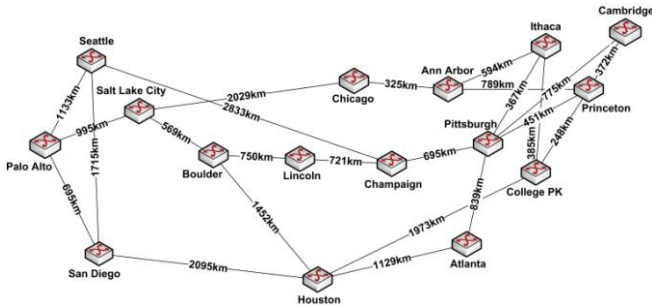 Cambridge
Ithaca
Seattle
594km
372km
Ann Arbor
Salt Lake City
2029km
325km
789km
775km
1133km
Chicago
367km
Princeton
2833km
Pittsburgh
451km
995km
569km
248km
385km
Palo Alto
1715km
750km
721km
695km
Boulder
Lincoln
Champaign
College PK
695km
1452km
839km
1973km
San Diego
2095km
1129km
Atlanta
Houston